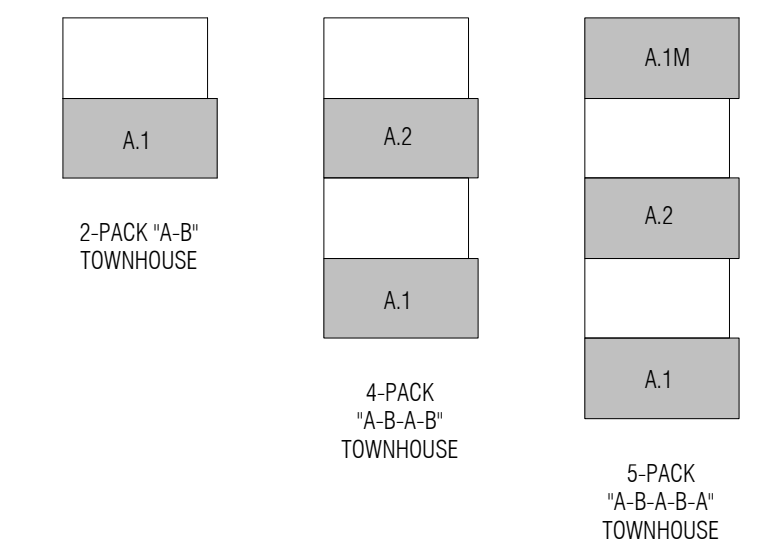 A.1
2-PACK "A-B"
TOWNHOUSE
A.2
A.1
4-PACK
"A-B-A-B"
TOWNHOUSE
A.1M
A.2
A.1
5-PACK
"A-B-A-B-A"
TOWNHOUSE